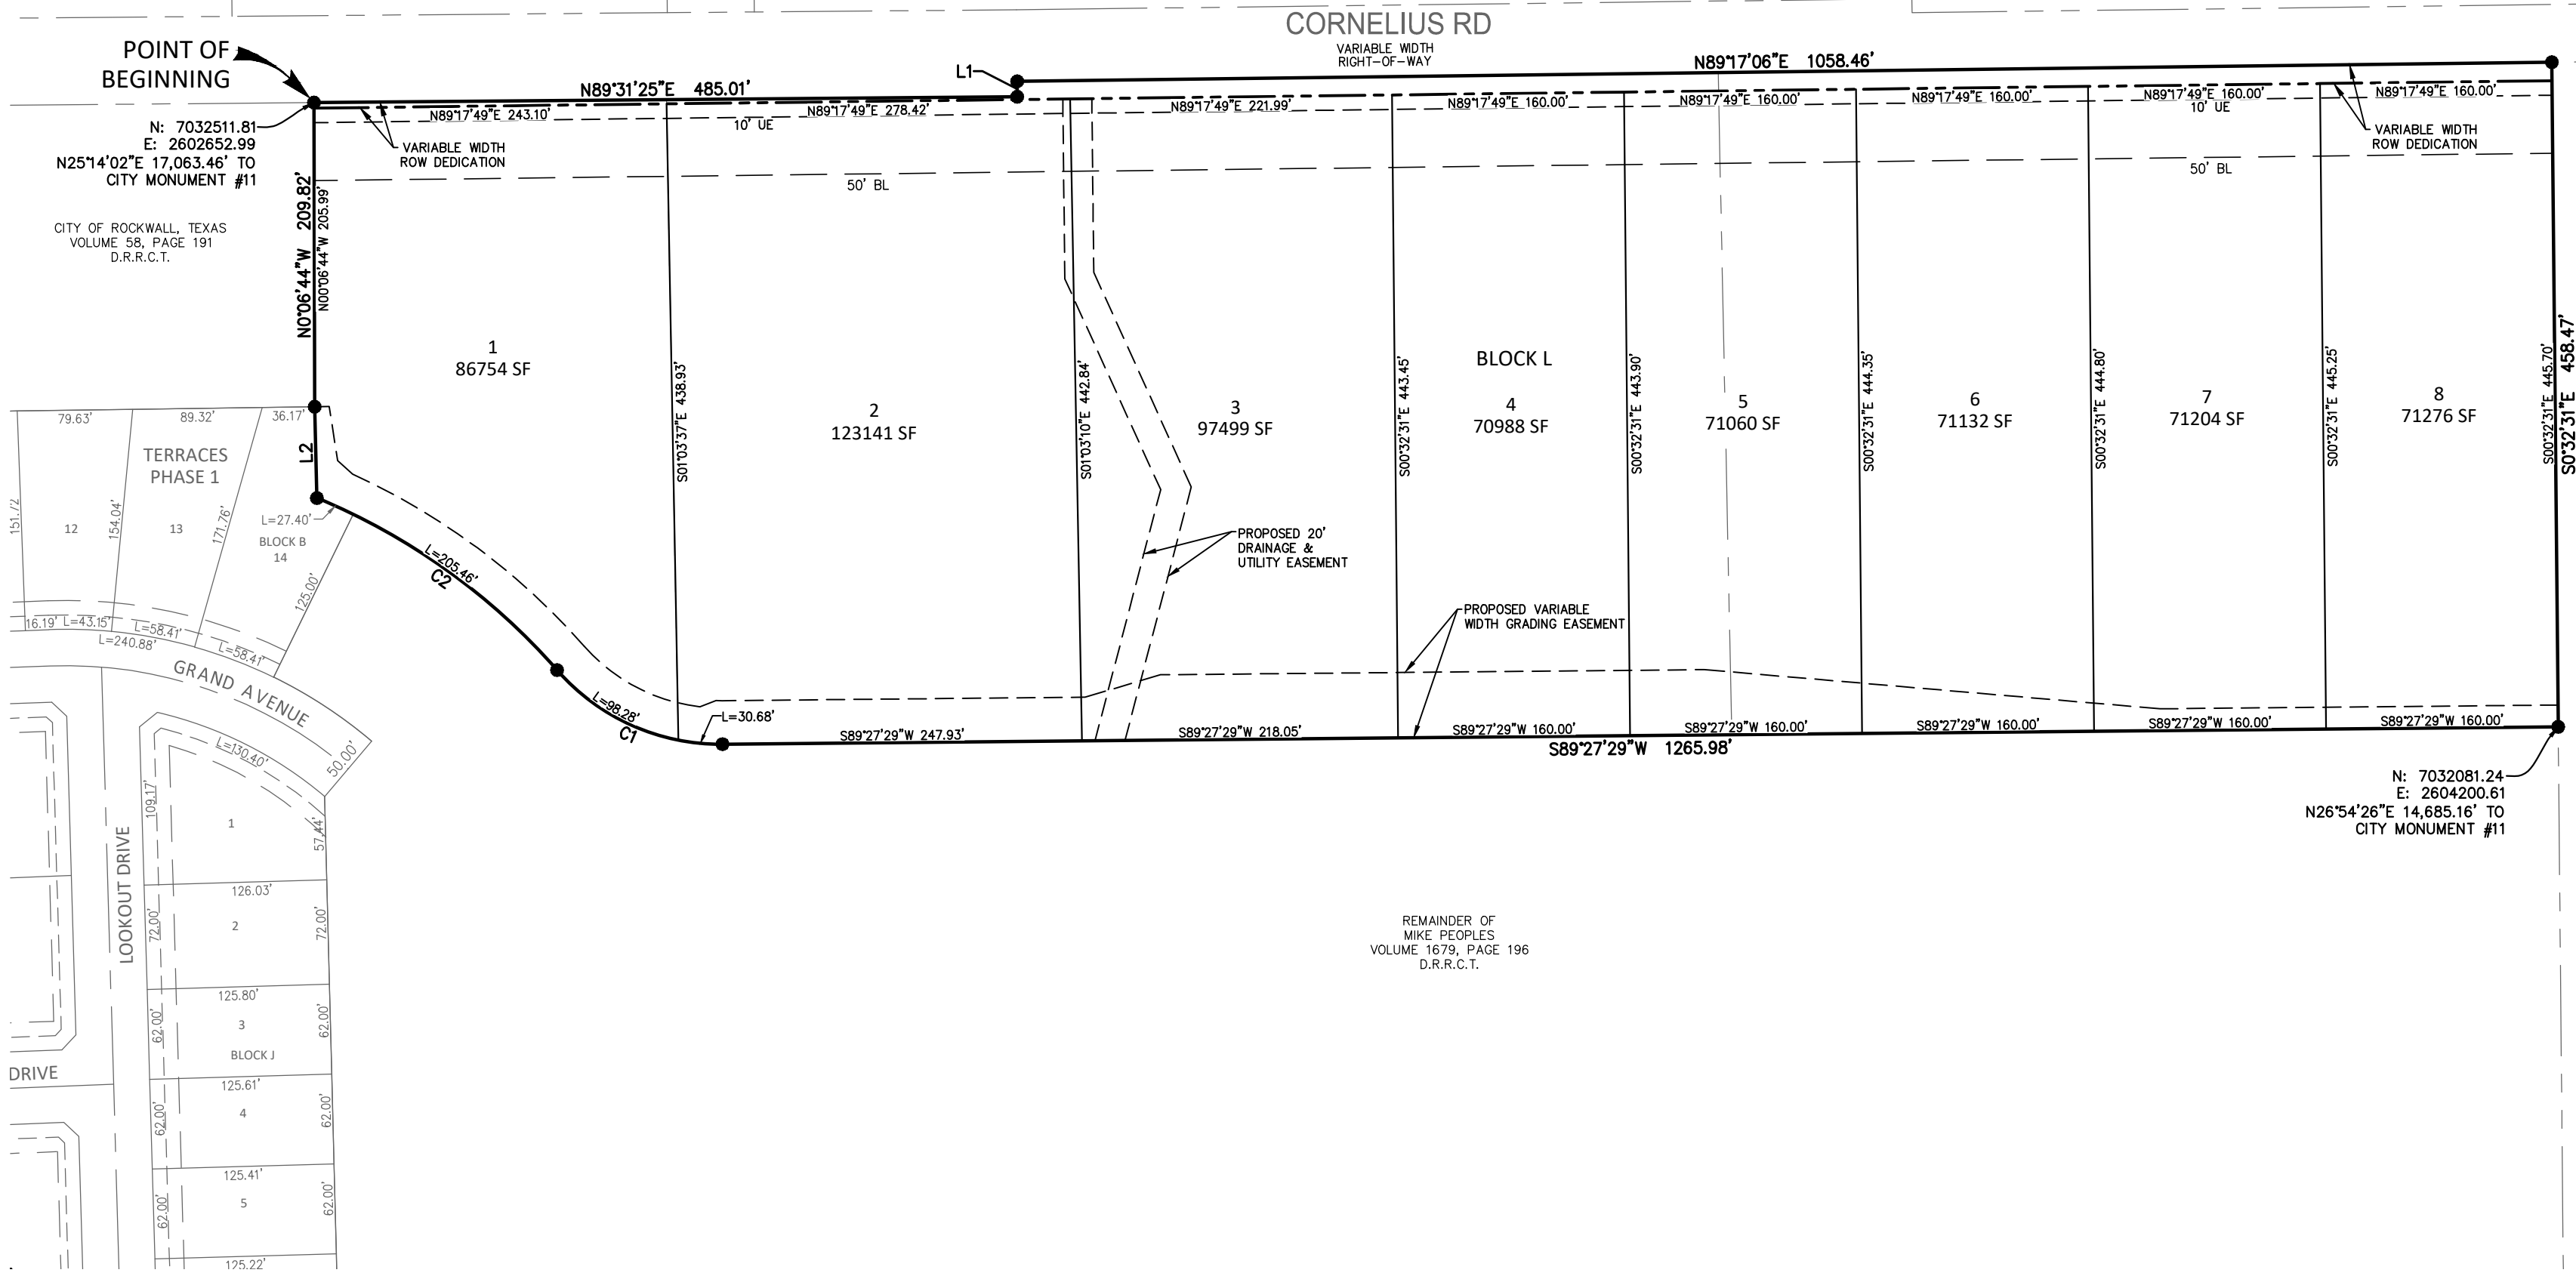 CORNELIUS RD
VARIABLE WIDTH
RIGHT-OF-WAY
POINT OF
BEGINNING
N89°31'25"E 485.01'
L1
N89°17'06"E 1058.46'
N89°17'49"E 243.10'
N89°17'49"E 278.42'
N89°17'49"E 221.99'
N89°17'49"E 160.00'
N89°17'49"E 160.00'
N89°17'49"E 160.00'
N89°17'49"E 160.00'
N89°17'49"E 160.00'
10' UE
10' UE
N: 7032511.81
E: 2602652.99
N25°14'02"E 17,063.46' TO
CITY MONUMENT #11
VARIABLE WIDTH
ROW DEDICATION
VARIABLE WIDTH
ROW DEDICATION
50' BL
50' BL
CITY OF ROCKWALL, TEXAS
VOLUME 58, PAGE 191
D.R.R.C.T.
N0°06'44"W 209.82'
N00°06'44"W 205.99'
1
86754 SF
S01°03'37"E 438.93'
2
123141 SF
S01°03'10"E 442.84'
3
97499 SF
S00°32'31"E 443.45'
BLOCK L
4
70988 SF
S00°32'31"E 443.90'
5
71060 SF
S00°32'31"E 444.35'
6
71132 SF
S00°32'31"E 444.80'
7
71204 SF
S00°32'31"E 445.25'
8
71276 SF
S00°32'31"E 445.70'
S0°32'31"E 458.47'
79.63'
89.32'
36.17'
L2
TERRACES
PHASE 1
151.72
12
154.04'
13
171.76'
L=27.40'
BLOCK B
14
125.00'
L=205.46'
C2
PROPOSED 20'
DRAINAGE &
UTILITY EASEMENT
PROPOSED VARIABLE
WIDTH GRADING EASEMENT
16.19'
L=43.15'
L=58.41'
L=58.41'
L=240.88'
GRAND AVENUE
L=98.28'
C1
L=30.68'
S89°27'29"W 247.93'
S89°27'29"W 218.05'
S89°27'29"W 160.00'
S89°27'29"W 160.00'
S89°27'29"W 160.00'
S89°27'29"W 160.00'
S89°27'29"W 160.00'
S89°27'29"W 1265.98'
N: 7032081.24
E: 2604200.61
N26°54'26"E 14,685.16' TO
CITY MONUMENT #11
L=130.40'
50.00'
109.17'
1
57.44'
LOOKOUT DRIVE
126.03'
72.00'
2
72.00'
125.80'
62.00'
3
62.00'
BLOCK J
DRIVE
125.61'
62.00'
4
62.00'
125.41'
62.00'
5
62.00'
125.22'
REMAINDER OF
MIKE PEOPLES
VOLUME 1679, PAGE 196
D.R.R.C.T.